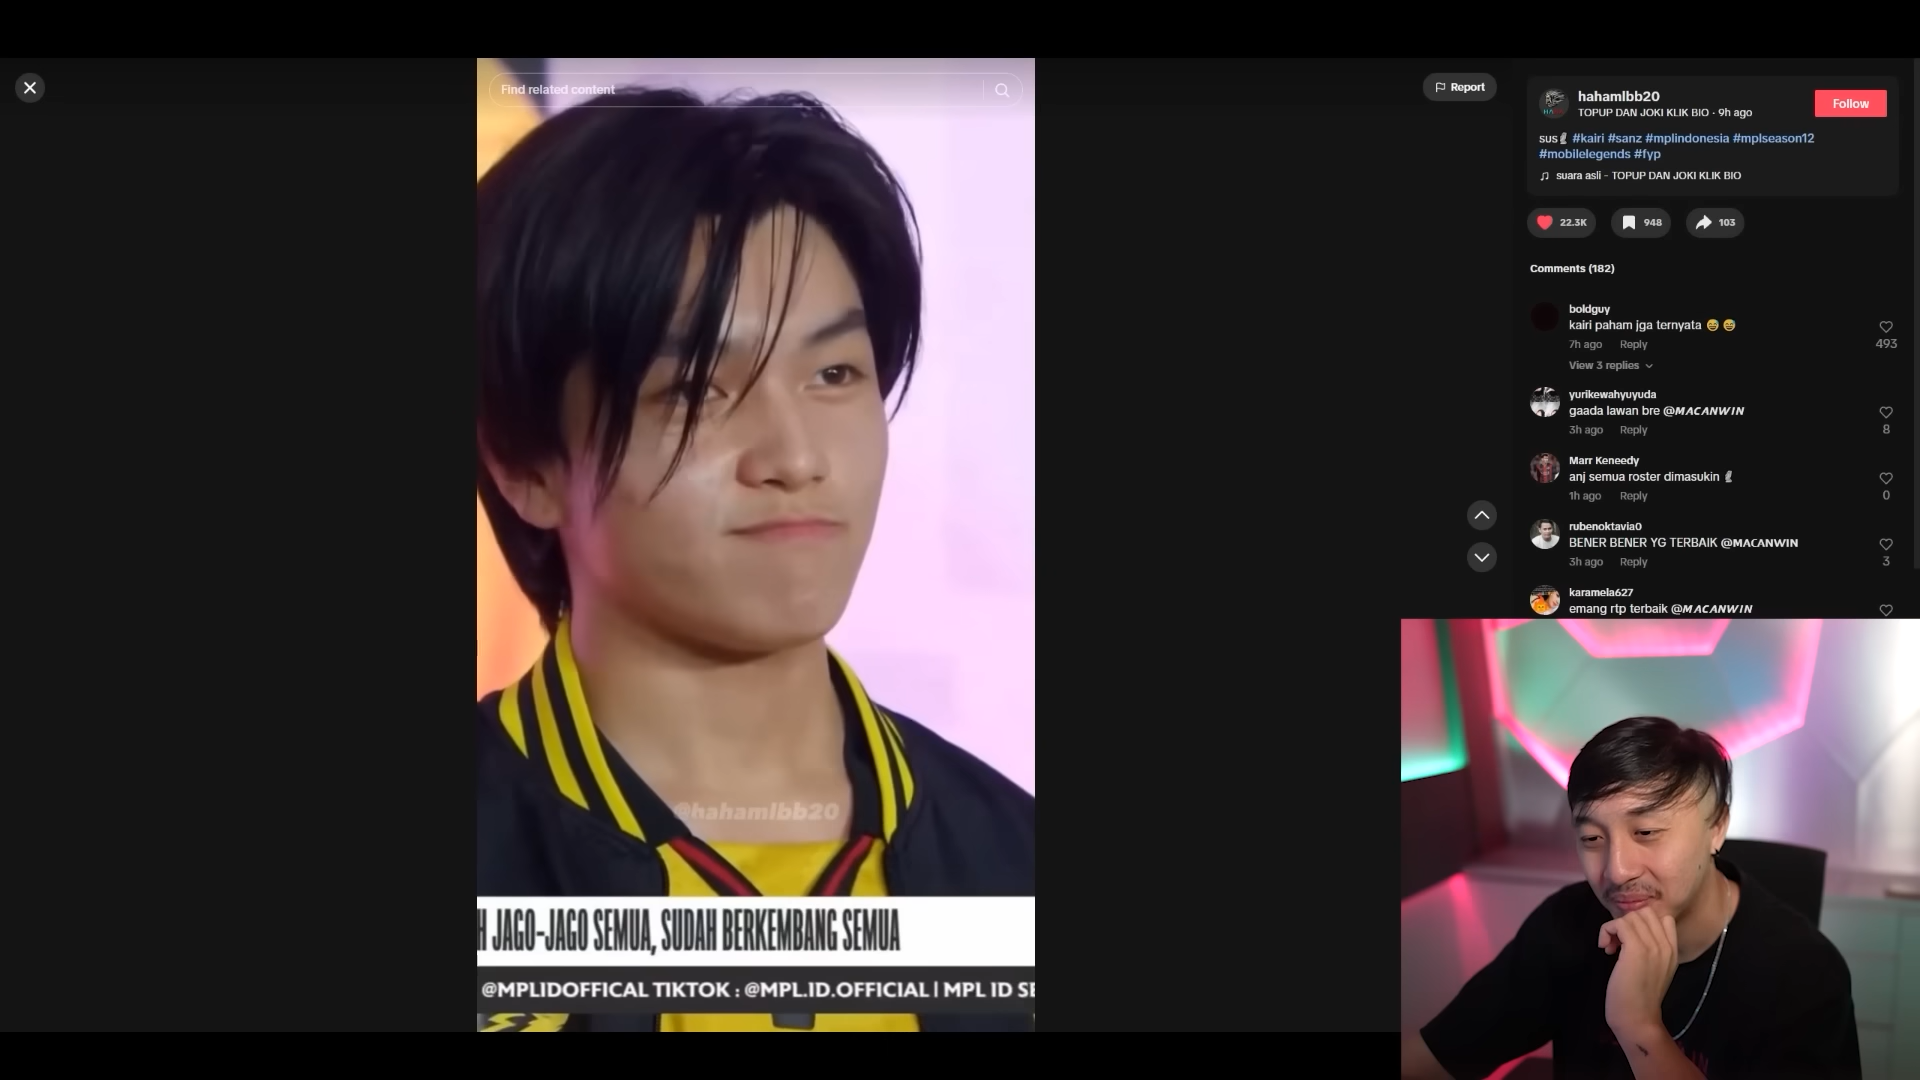 Find related content
@hahamlbb20
H JAGO-JAGO SEMUA, SUDAH BERKEMBANG SEMUA
@MPLIDOFFICAL TIKTOK : @MPL.ID.OFFICIAL | MPL ID SE
Report
hahamlbb20
TOPUP DAN JOKI KLIK BIO · 9h ago
Follow
sus #kairi #sanz #mplindonesia #mplseason12
#mobilelegends #fyp
suara asli - TOPUP DAN JOKI KLIK BIO
22.3K
948
103
Comments (182)
boldguy
kairi paham jga ternyata 😅 😅
7h ago Reply
493
View 3 replies
yurikewahyuyuda
gaada lawan bre @𝙈𝘼𝘾𝘼𝙉𝙒𝙄𝙉
3h ago Reply
8
Marr Keneedy
anj semua roster dimasukin
1h ago Reply
0
rubenoktavia0
BENER BENER YG TERBAIK @𝗠𝗔𝗖𝗔𝗡𝗪𝗜𝗡
3h ago Reply
3
karamela627
emang rtp terbaik @𝙈𝘼𝘾𝘼𝙉𝙒𝙄𝙉